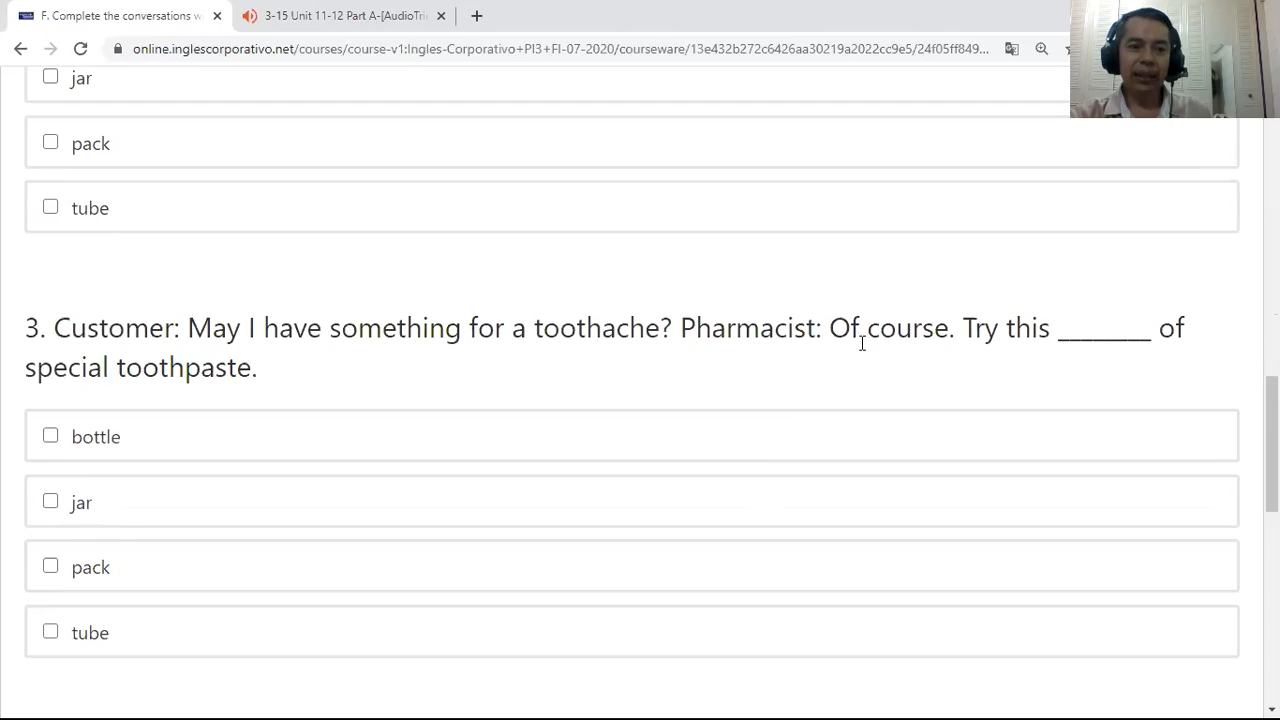 F. Complete the conversations w
3-15 Unit 11-12 Part A-[AudioTri
online.inglescorporativo.net/courses/course-v1:Ingles-Corporativo+PI3+FI-07-2020/courseware/13e432b272c6426aa30219a2022cc9e5/24f05ff849...
jar
pack
tube
3. Customer: May I have something for a toothache? Pharmacist: Of course. Try this ________ of
special toothpaste.
bottle
jar
pack
tube